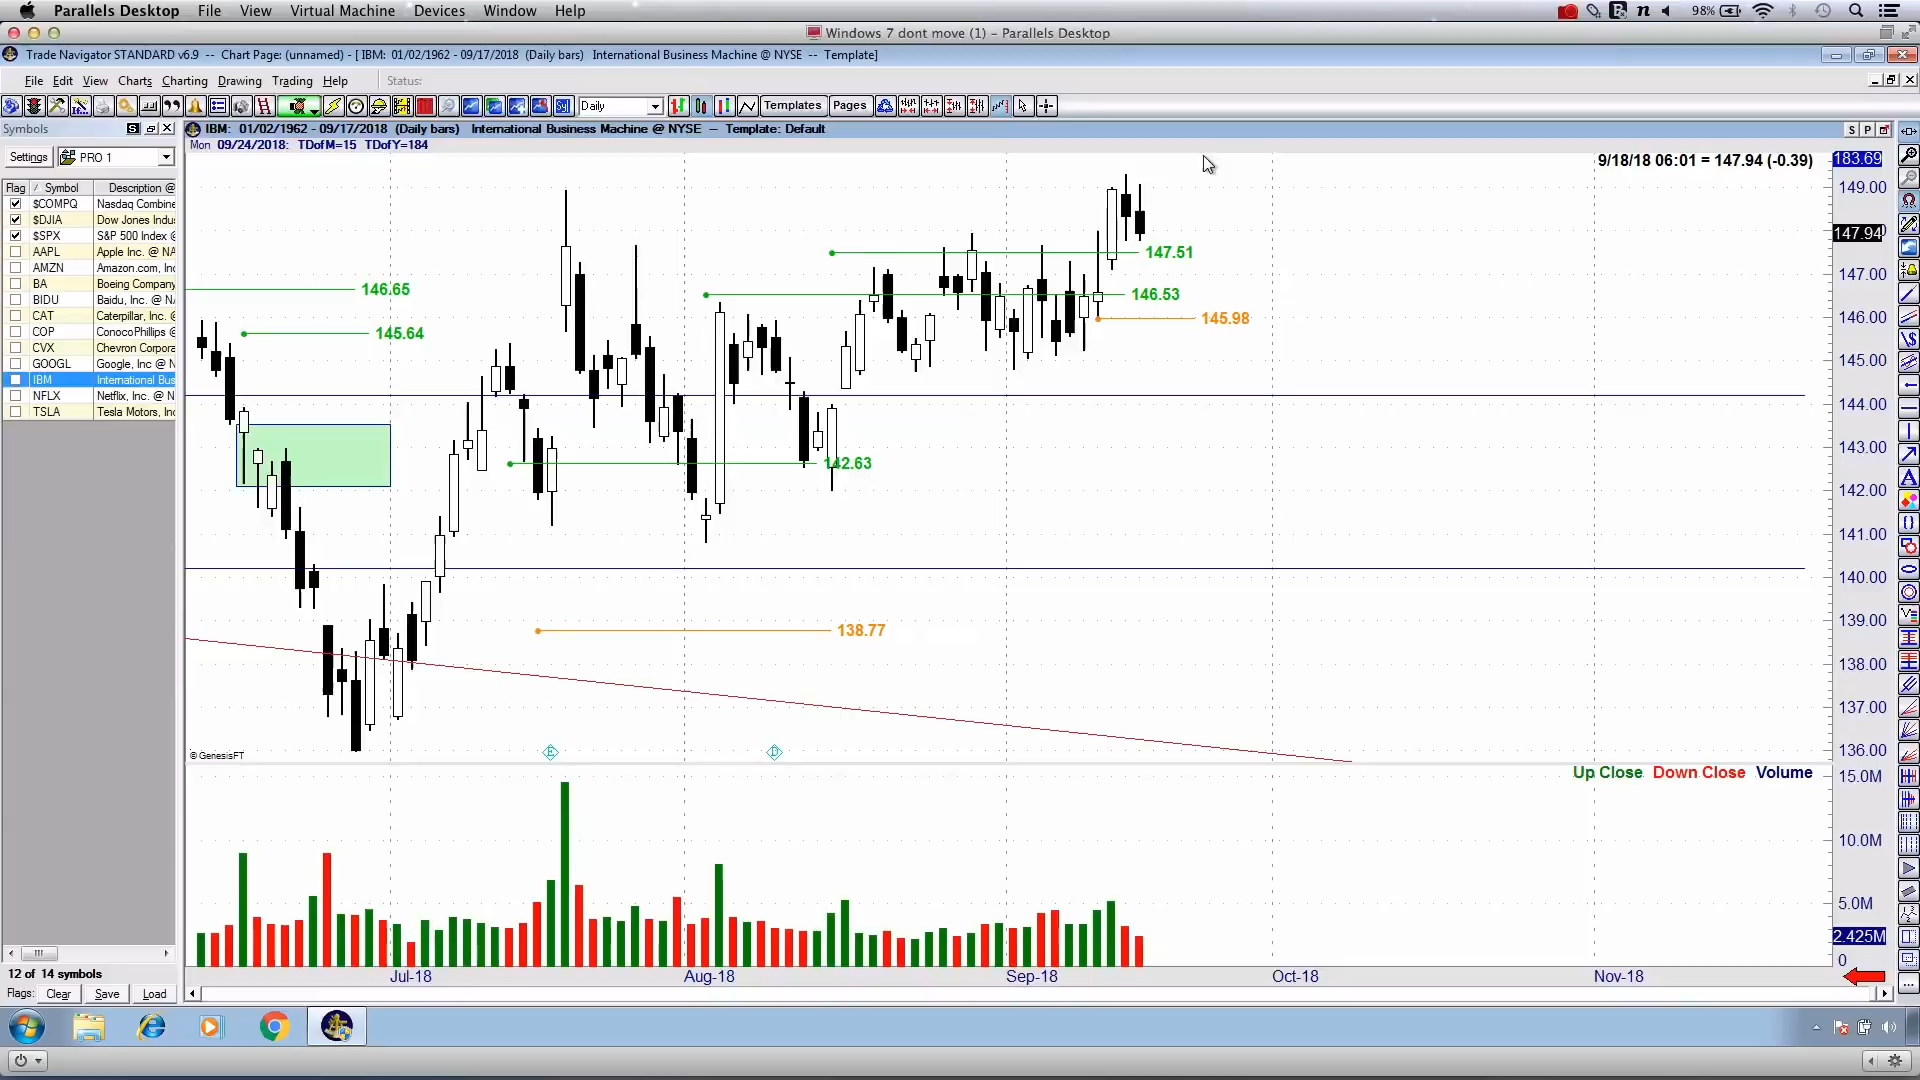 Parallels Desktop File View Virtual Machine Devices Window Help 98%
Windows 7 dont move (1) - Parallels Desktop
Trade Navigator STANDARD v6.9 -- Chart Page: (unnamed) - [ IBM: 01/02/1962 - 09/17/2018 (Daily bars) International Business Machine @ NYSE -- Template]
File Edit View Charts Charting Drawing Trading Help Status:
Daily Templates Pages
Symbols S
IBM: 01/02/1962 - 09/17/2018 (Daily bars) International Business Machine @ NYSE -- Template: Default S P
Mon 09/24/2018: TDofM=15 TDofY=184
Settings PRO 1
9/18/18 06:01 = 147.94 (-0.39)
183.69
Flag Symbol Description @
$COMPQ Nasdaq Combine
$DJIA Dow Jones Indu
$SPX S&P 500 Index @
AAPL Apple Inc. @ NA
AMZN Amazon.com, Inc
BA Boeing Company
BIDU Baidu, Inc. @ N
CAT Caterpillar, Inc.
COP ConocoPhillips @
CVX Chevron Corpora
GOOGL Google, Inc @ N
IBM International Bus
NFLX Netflix, Inc. @ N
TSLA Tesla Motors, Inc
149.00
147.94
147.00
146.00
145.00
144.00
143.00
142.00
141.00
140.00
139.00
138.00
137.00
136.00
147.51
146.65
146.53
145.98
145.64
142.63
138.77
E
D
© GenesisFT
Up Close Down Close Volume
15.0M
10.0M
5.0M
2.425M
0
Jul-18 Aug-18 Sep-18 Oct-18 Nov-18
12 of 14 symbols
Flags: Clear Save Load